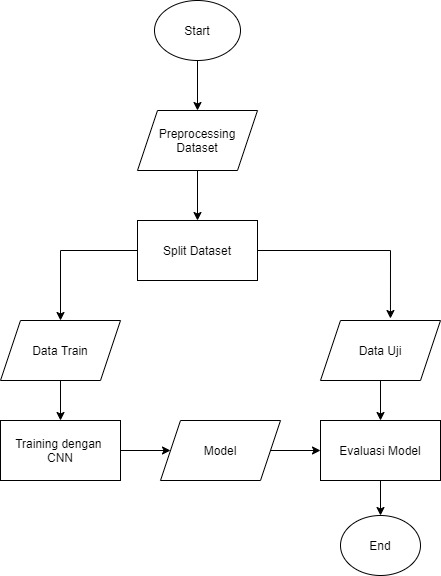 Start
Preprocessing
Dataset
Split Dataset
Data Train
Data Uji
Training dengan
CNN
Model
Evaluasi Model
End